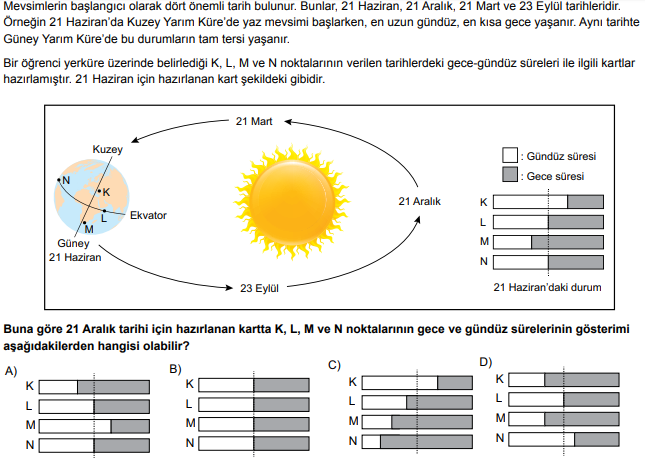 Mevsimlerin başlangıcı olarak dört önemli tarih bulunur. Bunlar, 21 Haziran, 21 Aralık, 21 Mart ve 23 Eylül tarihleridir.
Örneğin 21 Haziran'da Kuzey Yarım Küre'de yaz mevsimi başlarken, en uzun gündüz, en kısa gece yaşanır. Aynı tarihte
Güney Yarım Küre'de bu durumların tam tersi yaşanır.
Bir öğrenci yerküre üzerinde belirlediği K, L, M ve N noktalarının verilen tarihlerdeki gece-gündüz süreleri ile ilgili kartlar
hazırlamıştır. 21 Haziran için hazırlanan kart şekildeki gibidir.
21 Mart
Kuzey
N
K
L
M
Ekvator
Güney
21 Haziran
21 Aralık
23 Eylül
: Gündüz süresi
: Gece süresi
K
L
M
N
21 Haziran'daki durum
Buna göre 21 Aralık tarihi için hazırlanan kartta K, L, M ve N noktalarının gece ve gündüz sürelerinin gösterimi
aşağıdakilerden hangisi olabilir?
A)
K
L
M
N
B)
K
L
M
N
C)
K
L
M
N
D)
K
L
M
N